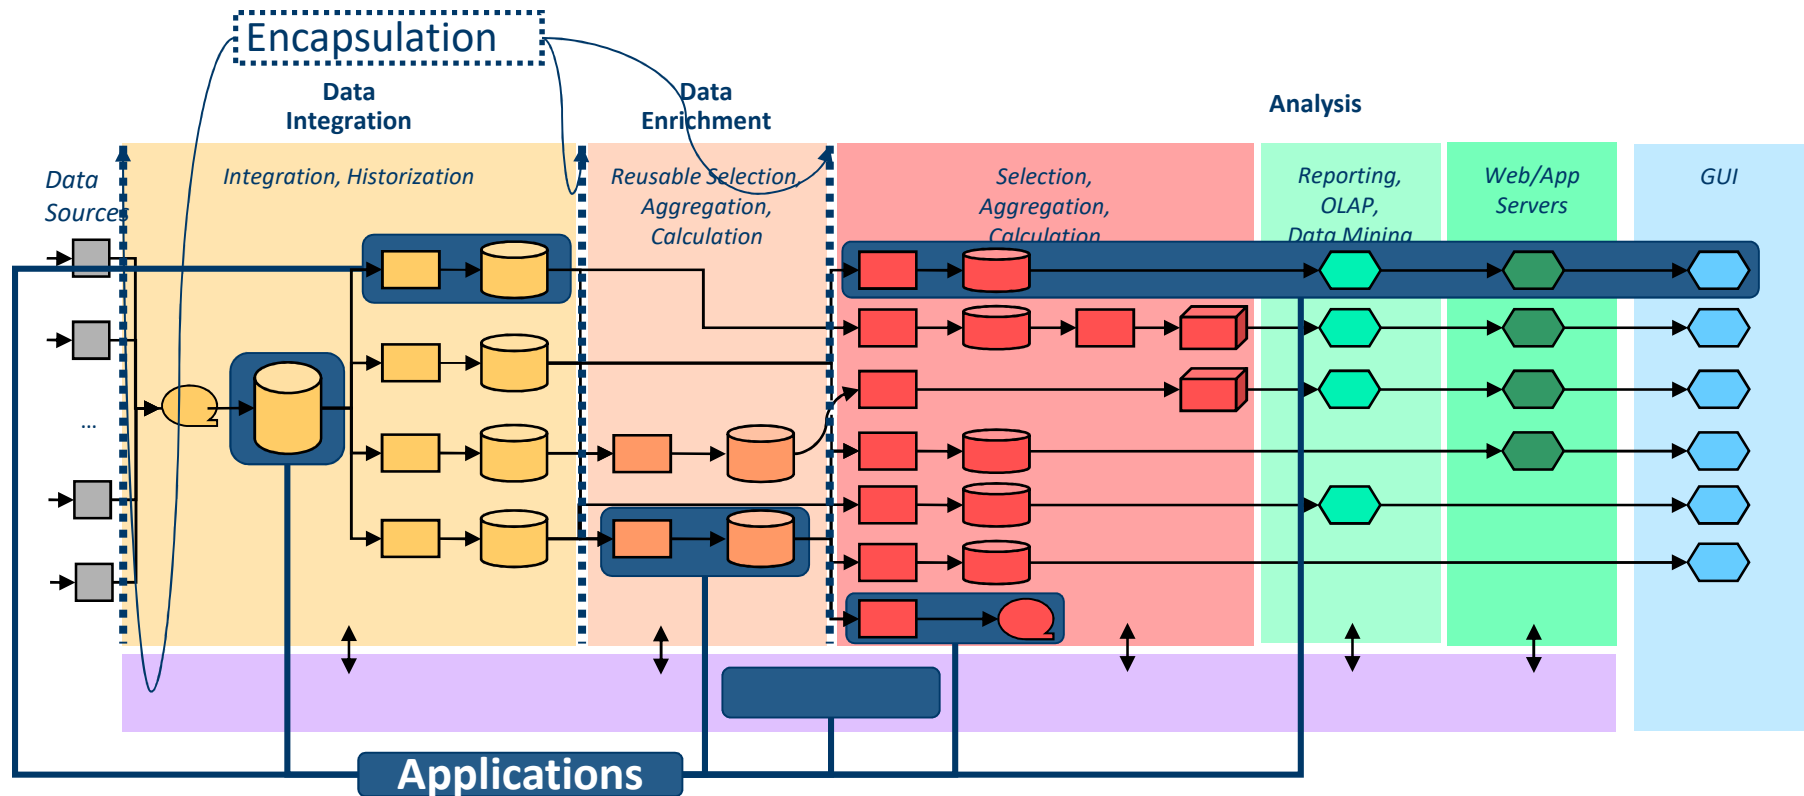 Encapsulation
Data
Integration
Data
Enrichment
Analysis
Data
Sources
Integration, Historization
Reusable Selection,
Aggregation,
Calculation
Selection,
Aggregation,
Calculation
Reporting,
OLAP,
Data Mining
Web/App
Servers
GUI
...
Applications